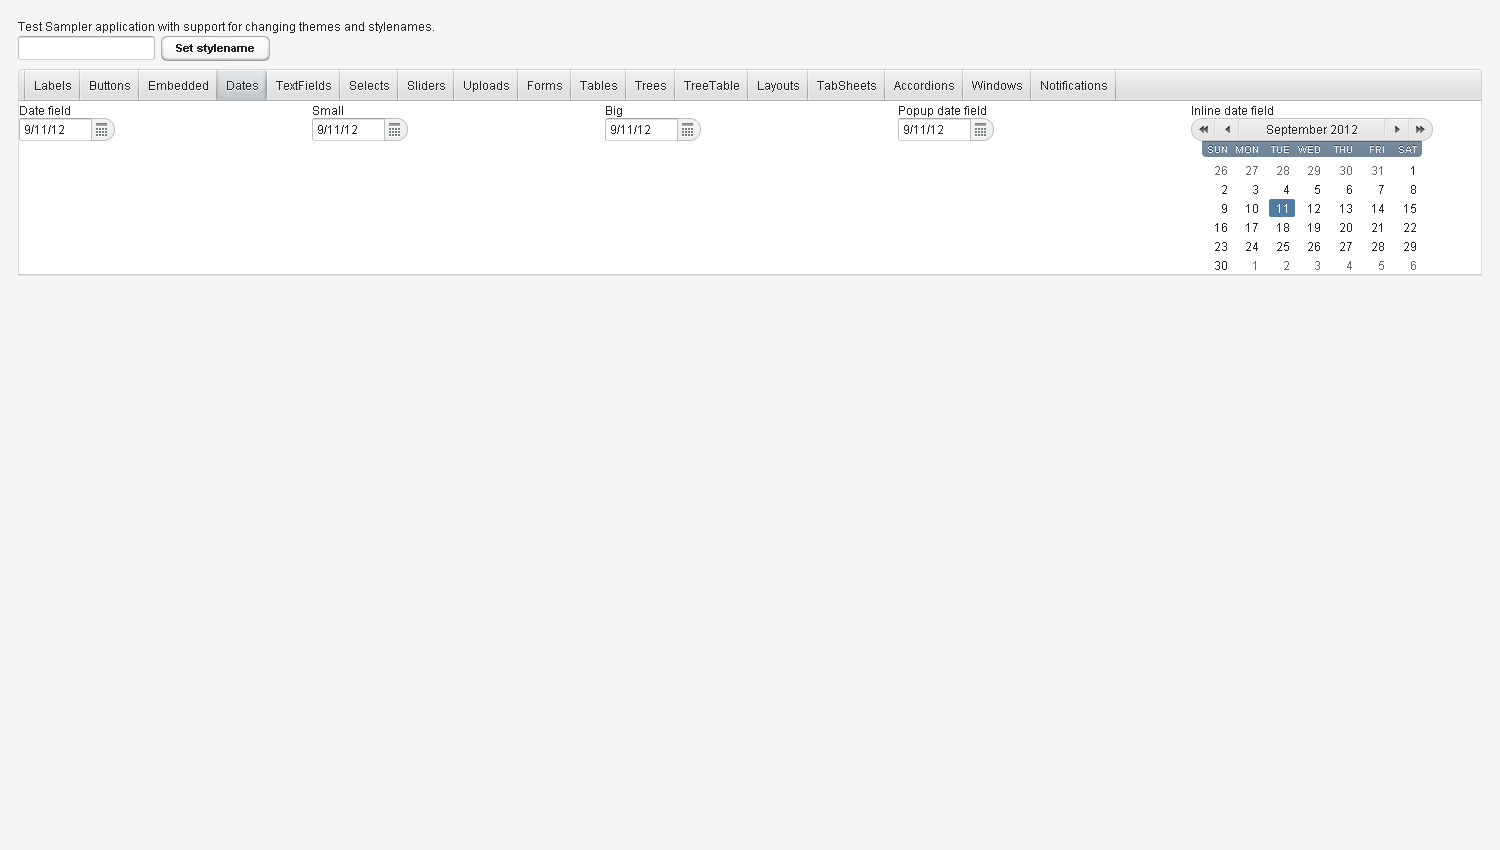 Test Sampler application with support for changing themes and stylenames.
Set stylename
Labels Buttons Embedded Dates TextFields Selects Sliders Uploads Forms Tables Trees TreeTable Layouts TabSheets Accordions Windows Notifications
Date field Small Big Popup date field Inline date field
9/11/12 9/11/12 9/11/12 9/11/12 September 2012
SUN MON TUE WED THU FRI SAT
26 27 28 29 30 31 1
2 3 4 5 6 7 8
9 10 11 12 13 14 15
16 17 18 19 20 21 22
23 24 25 26 27 28 29
30 1 2 3 4 5 6